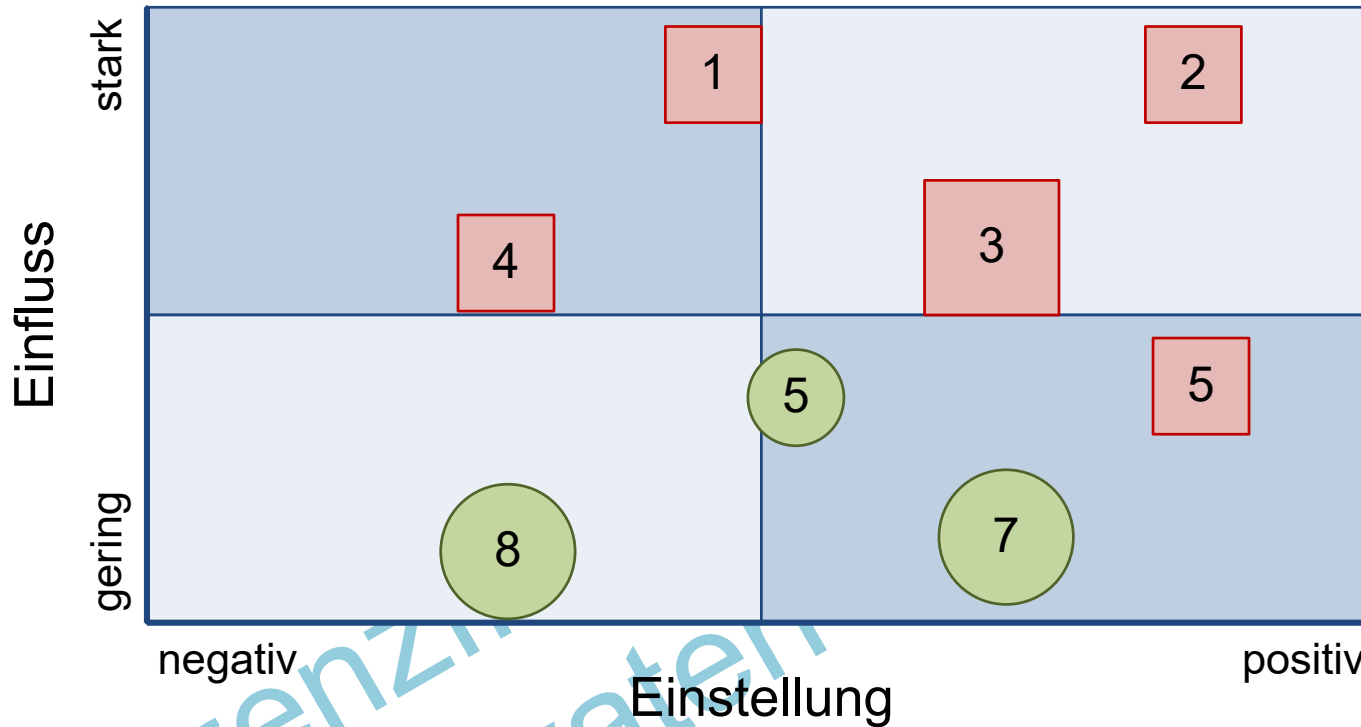 stark
1
2
Einfluss
4
3
5
5
gering
8
7
negativ
positiv
Einstellung